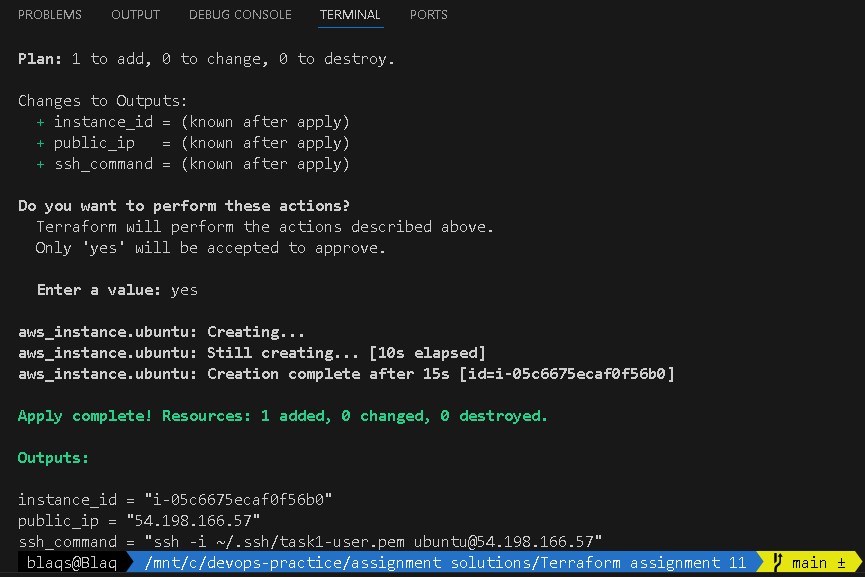 PROBLEMS OUTPUT DEBUG CONSOLE TERMINAL PORTS
Plan: 1 to add, 0 to change, 0 to destroy.
Changes to Outputs:
+ instance_id = (known after apply)
+ public_ip   = (known after apply)
+ ssh_command = (known after apply)
Do you want to perform these actions?
Terraform will perform the actions described above.
Only 'yes' will be accepted to approve.
Enter a value: yes
aws_instance.ubuntu: Creating...
aws_instance.ubuntu: Still creating... [10s elapsed]
aws_instance.ubuntu: Creation complete after 15s [id=i-05c6675ecaf0f56b0]
Apply complete! Resources: 1 added, 0 changed, 0 destroyed.
Outputs:
instance_id = "i-05c6675ecaf0f56b0"
public_ip = "54.198.166.57"
ssh_command = "ssh -i ~/.ssh/task1-user.pem ubuntu@54.198.166.57"
blaqs@Blaq /mnt/c/devops-practice/assignment solutions/Terraform assignment 11 main ±